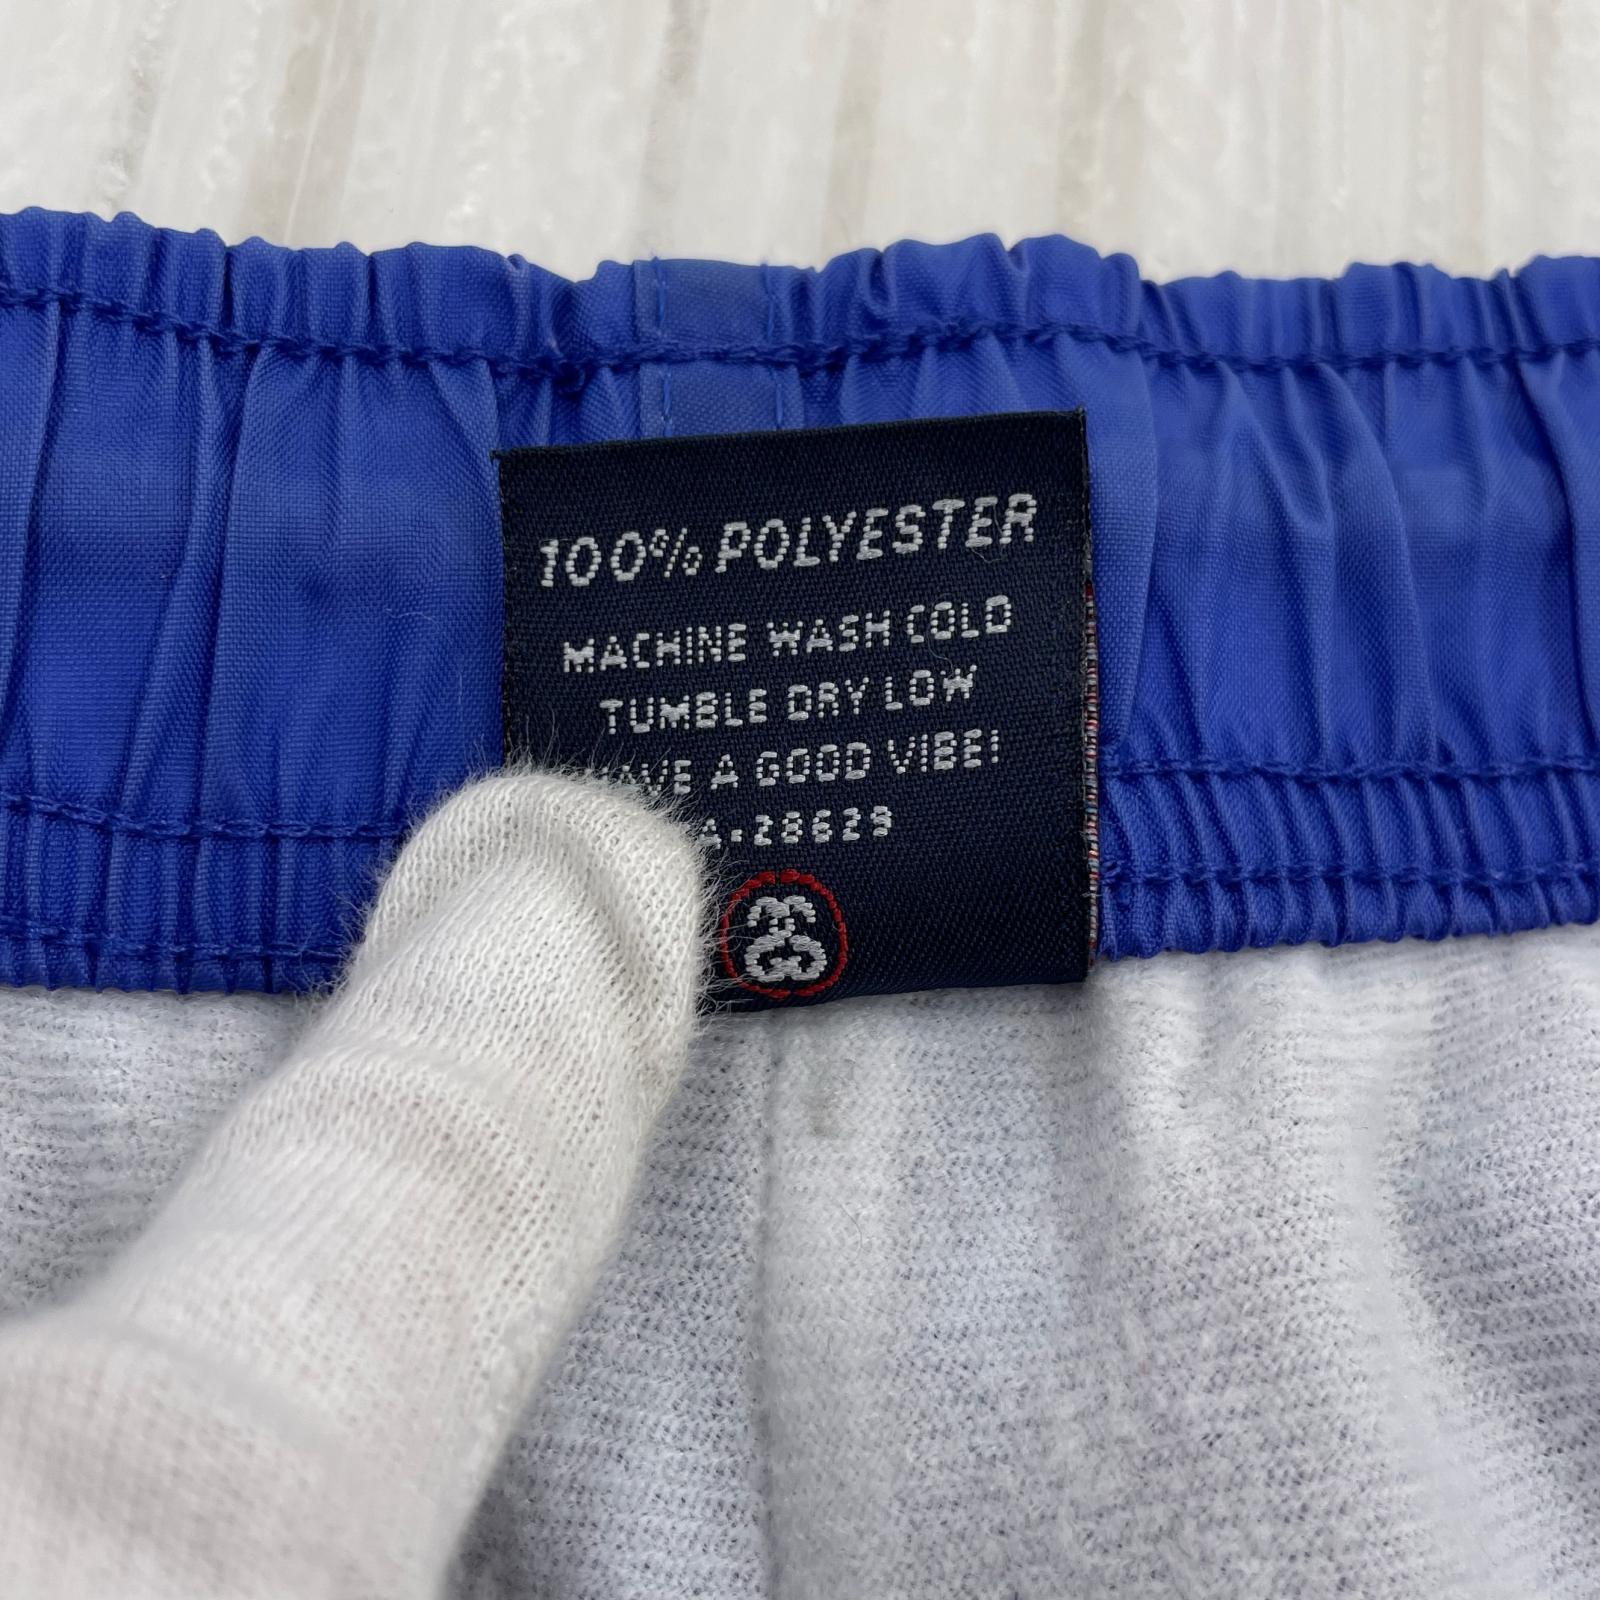 100% POLYESTER
MACHINE WASH COLD
TUMBLE DRY LOW
A GOOD VIBE!
A-28629